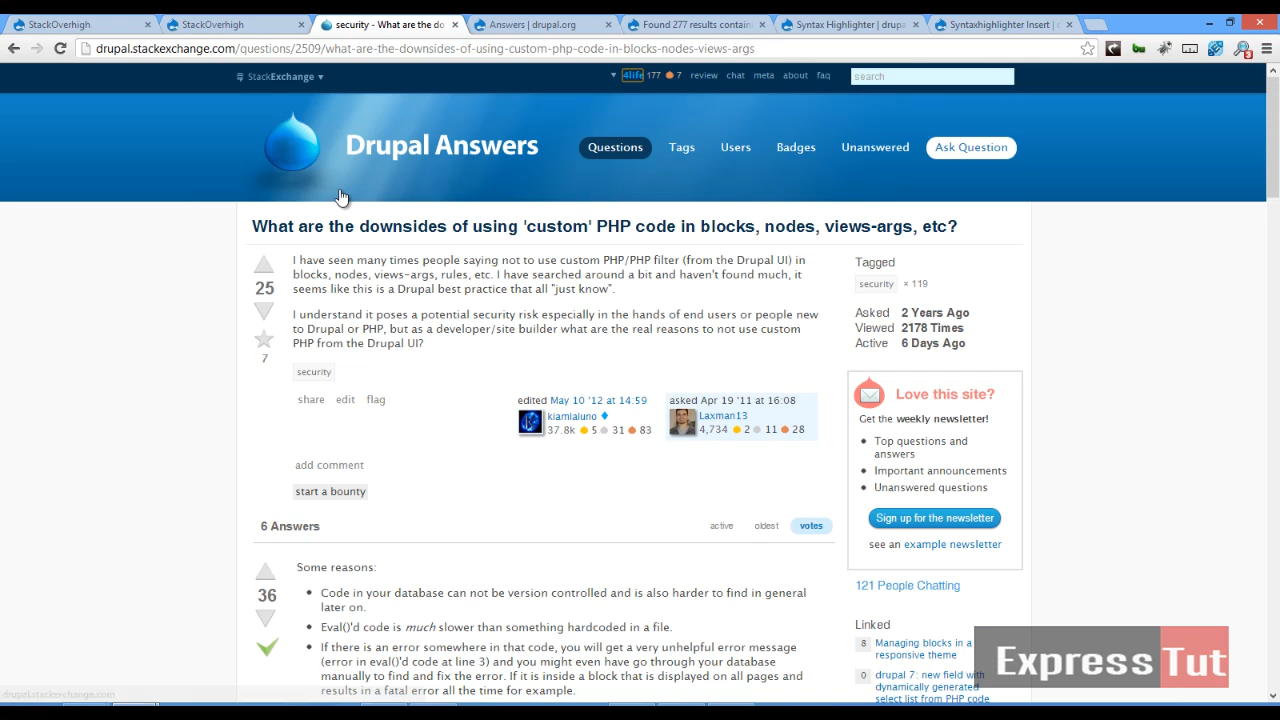 StackOverhigh
StackOverhigh
security - What are the do
Answers | drupal.org
Found 277 results contain
Syntax Highlighter | drupa
Syntaxhighlighter Insert | c
drupal.stackexchange.com/questions/2509/what-are-the-downsides-of-using-custom-php-code-in-blocks-nodes-views-args
StackExchange ▼
▼ 4life 177 7 review chat meta about faq
search
Drupal Answers
Questions Tags Users Badges Unanswered Ask Question
What are the downsides of using 'custom' PHP code in blocks, nodes, views-args, etc?
25
7
I have seen many times people saying not to use custom PHP/PHP filter (from the Drupal UI) in
blocks, nodes, views-args, rules, etc. I have searched around a bit and haven't found much, it
seems like this is a Drupal best practice that all "just know".
I understand it poses a potential security risk especially in the hands of end users or people new
to Drupal or PHP, but as a developer/site builder what are the real reasons to not use custom
PHP from the Drupal UI?
security
share edit flag
edited May 10 '12 at 14:59
kiamlaluno ♦
37.8k 5 31 83
asked Apr 19 '11 at 16:08
Laxman13
4,734 2 11 28
add comment
start a bounty
6 Answers
active oldest votes
36
Some reasons:
• Code in your database can not be version controlled and is also harder to find in general
later on.
• Eval()'d code is much slower than something hardcoded in a file.
• If there is an error somewhere in that code, you will get a very unhelpful error message
(error in eval()'d code at line 3) and you might even have go through your database
manually to find and fix the error. If it is inside a block that is displayed on all pages and
results in a fatal error all the time for example.
Tagged
security × 119
Asked 2 Years Ago
Viewed 2178 Times
Active 6 Days Ago
Love this site?
Get the weekly newsletter!
• Top questions and
answers
• Important announcements
• Unanswered questions
Sign up for the newsletter
see an example newsletter
121 People Chatting
Linked
8 Managing blocks in a
responsive theme
0 drupal 7: new field with
dynamically generated
select list from PHP code
Express Tut
drupal.stackexchange.com